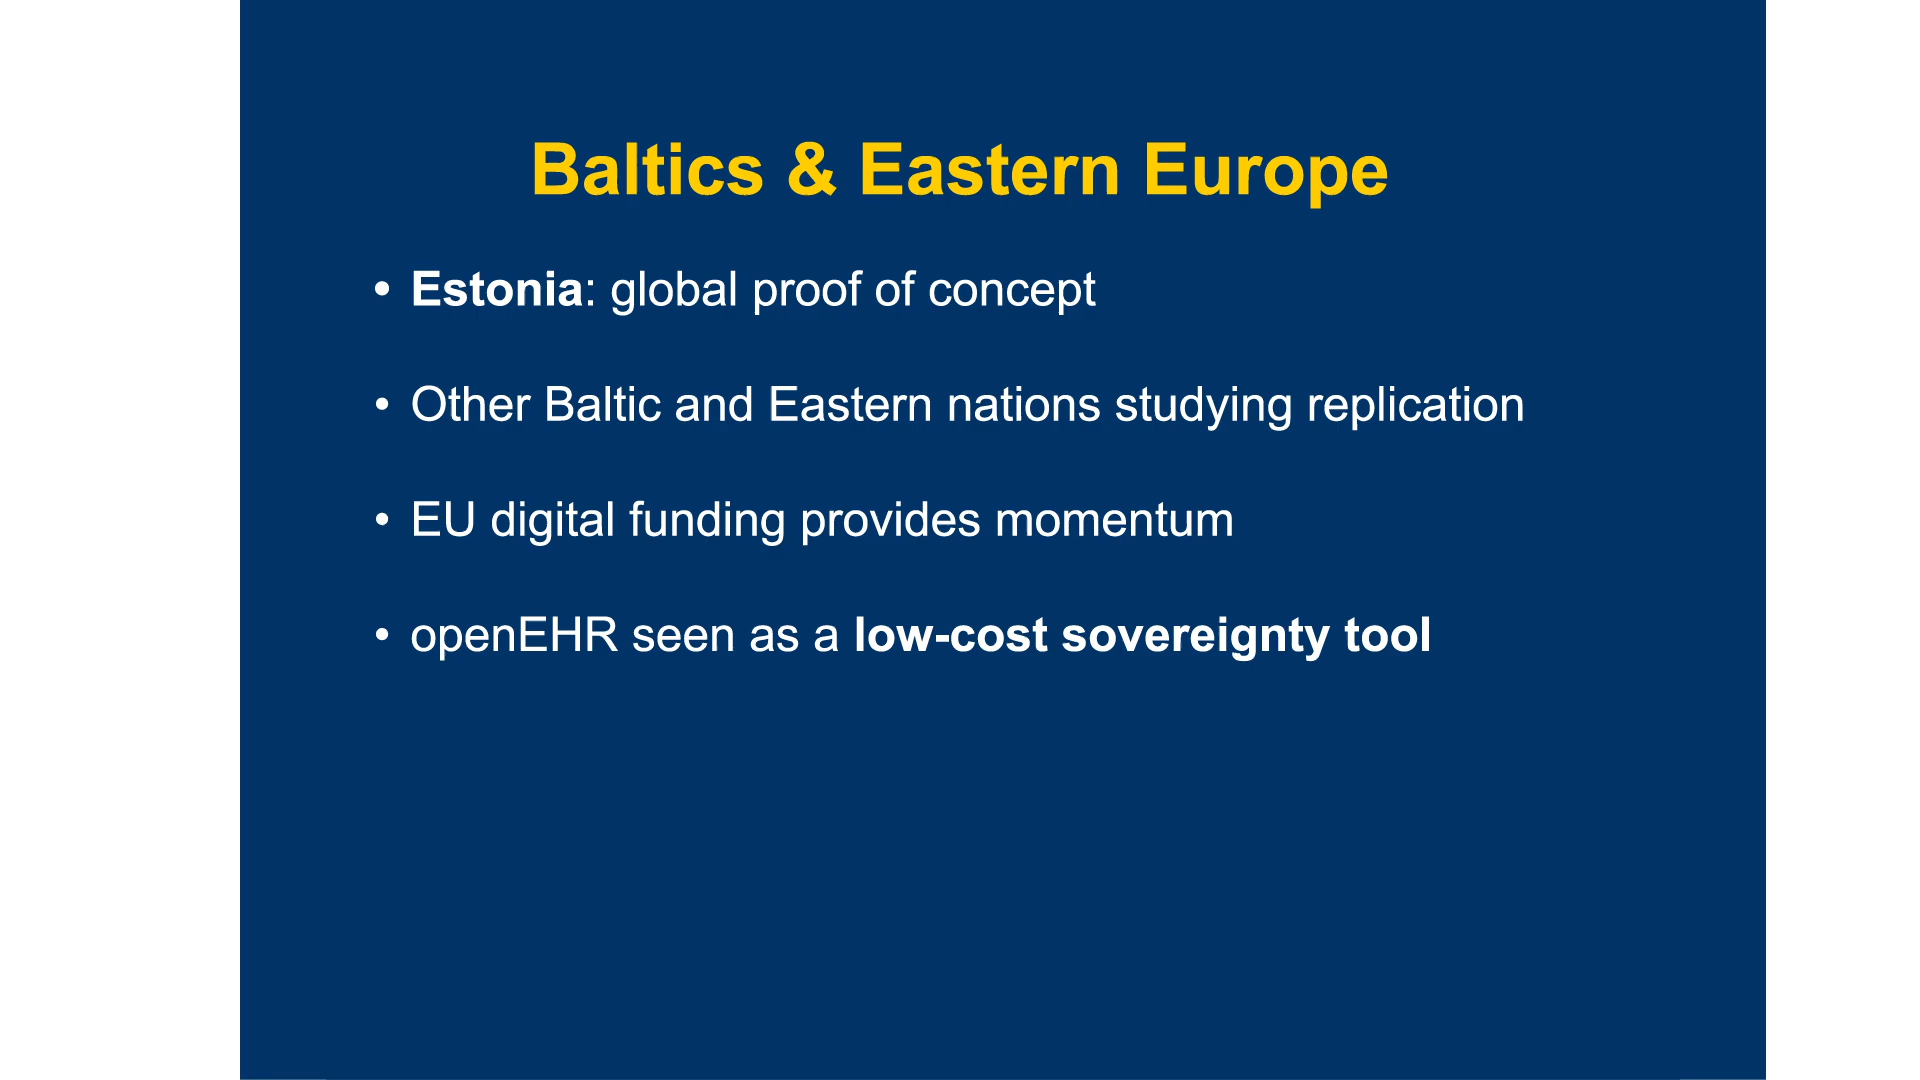 Baltics & Eastern Europe
• Estonia: global proof of concept
• Other Baltic and Eastern nations studying replication
• EU digital funding provides momentum
• openEHR seen as a low-cost sovereignty tool